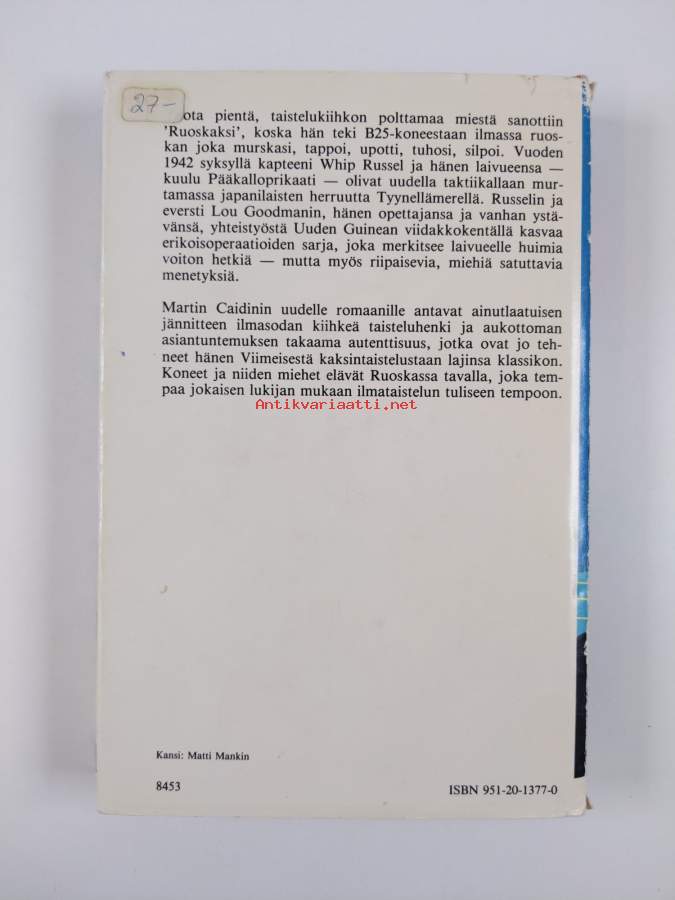 27-
ota pientä, taistelukiihkon polttamaa miestä sanottiin
'Ruoskaksi', koska hän teki B25-koneestaan ilmassa ruos-
kan joka murskasi, tappoi, upotti, tuhosi, silpoi. Vuoden
1942 syksyllä kapteeni Whip Russel ja hänen laivueensa —
kuulu Pääkalloprikaati — olivat uudella taktiikallaan mur-
tamassa japanilaisten herruutta Tyynellämerellä. Russelin ja
eversti Lou Goodmanin, hänen opettajansa ja vanhan ystä-
vänsä, yhteistyöstä Uuden Guinean viidakkokentällä kasvaa
erikoisoperaatioiden sarja, joka merkitsee laivueelle huimia
voiton hetkiä — mutta myös riipaisevia, miehiä satuttavia
menetyksiä.
Martin Caidinin uudelle romaanille antavat ainutlaatuisen
jännitteen ilmasodan kiihkeä taisteluhenki ja aukottoman
asiantuntemuksen takaama autenttisuus, jotka ovat jo teh-
neet hänen Viimeisestä kaksintaistelustaan lajinsa klassikon.
Koneet ja niiden miehet elävät Ruoskassa tavalla, joka tem-
paa jokaisen lukijan mukaan ilmataistelun tuliseen tempoon.
Antikvariaatti.net
Kansi: Matti Mankin
8453
ISBN 951-20-1377-0